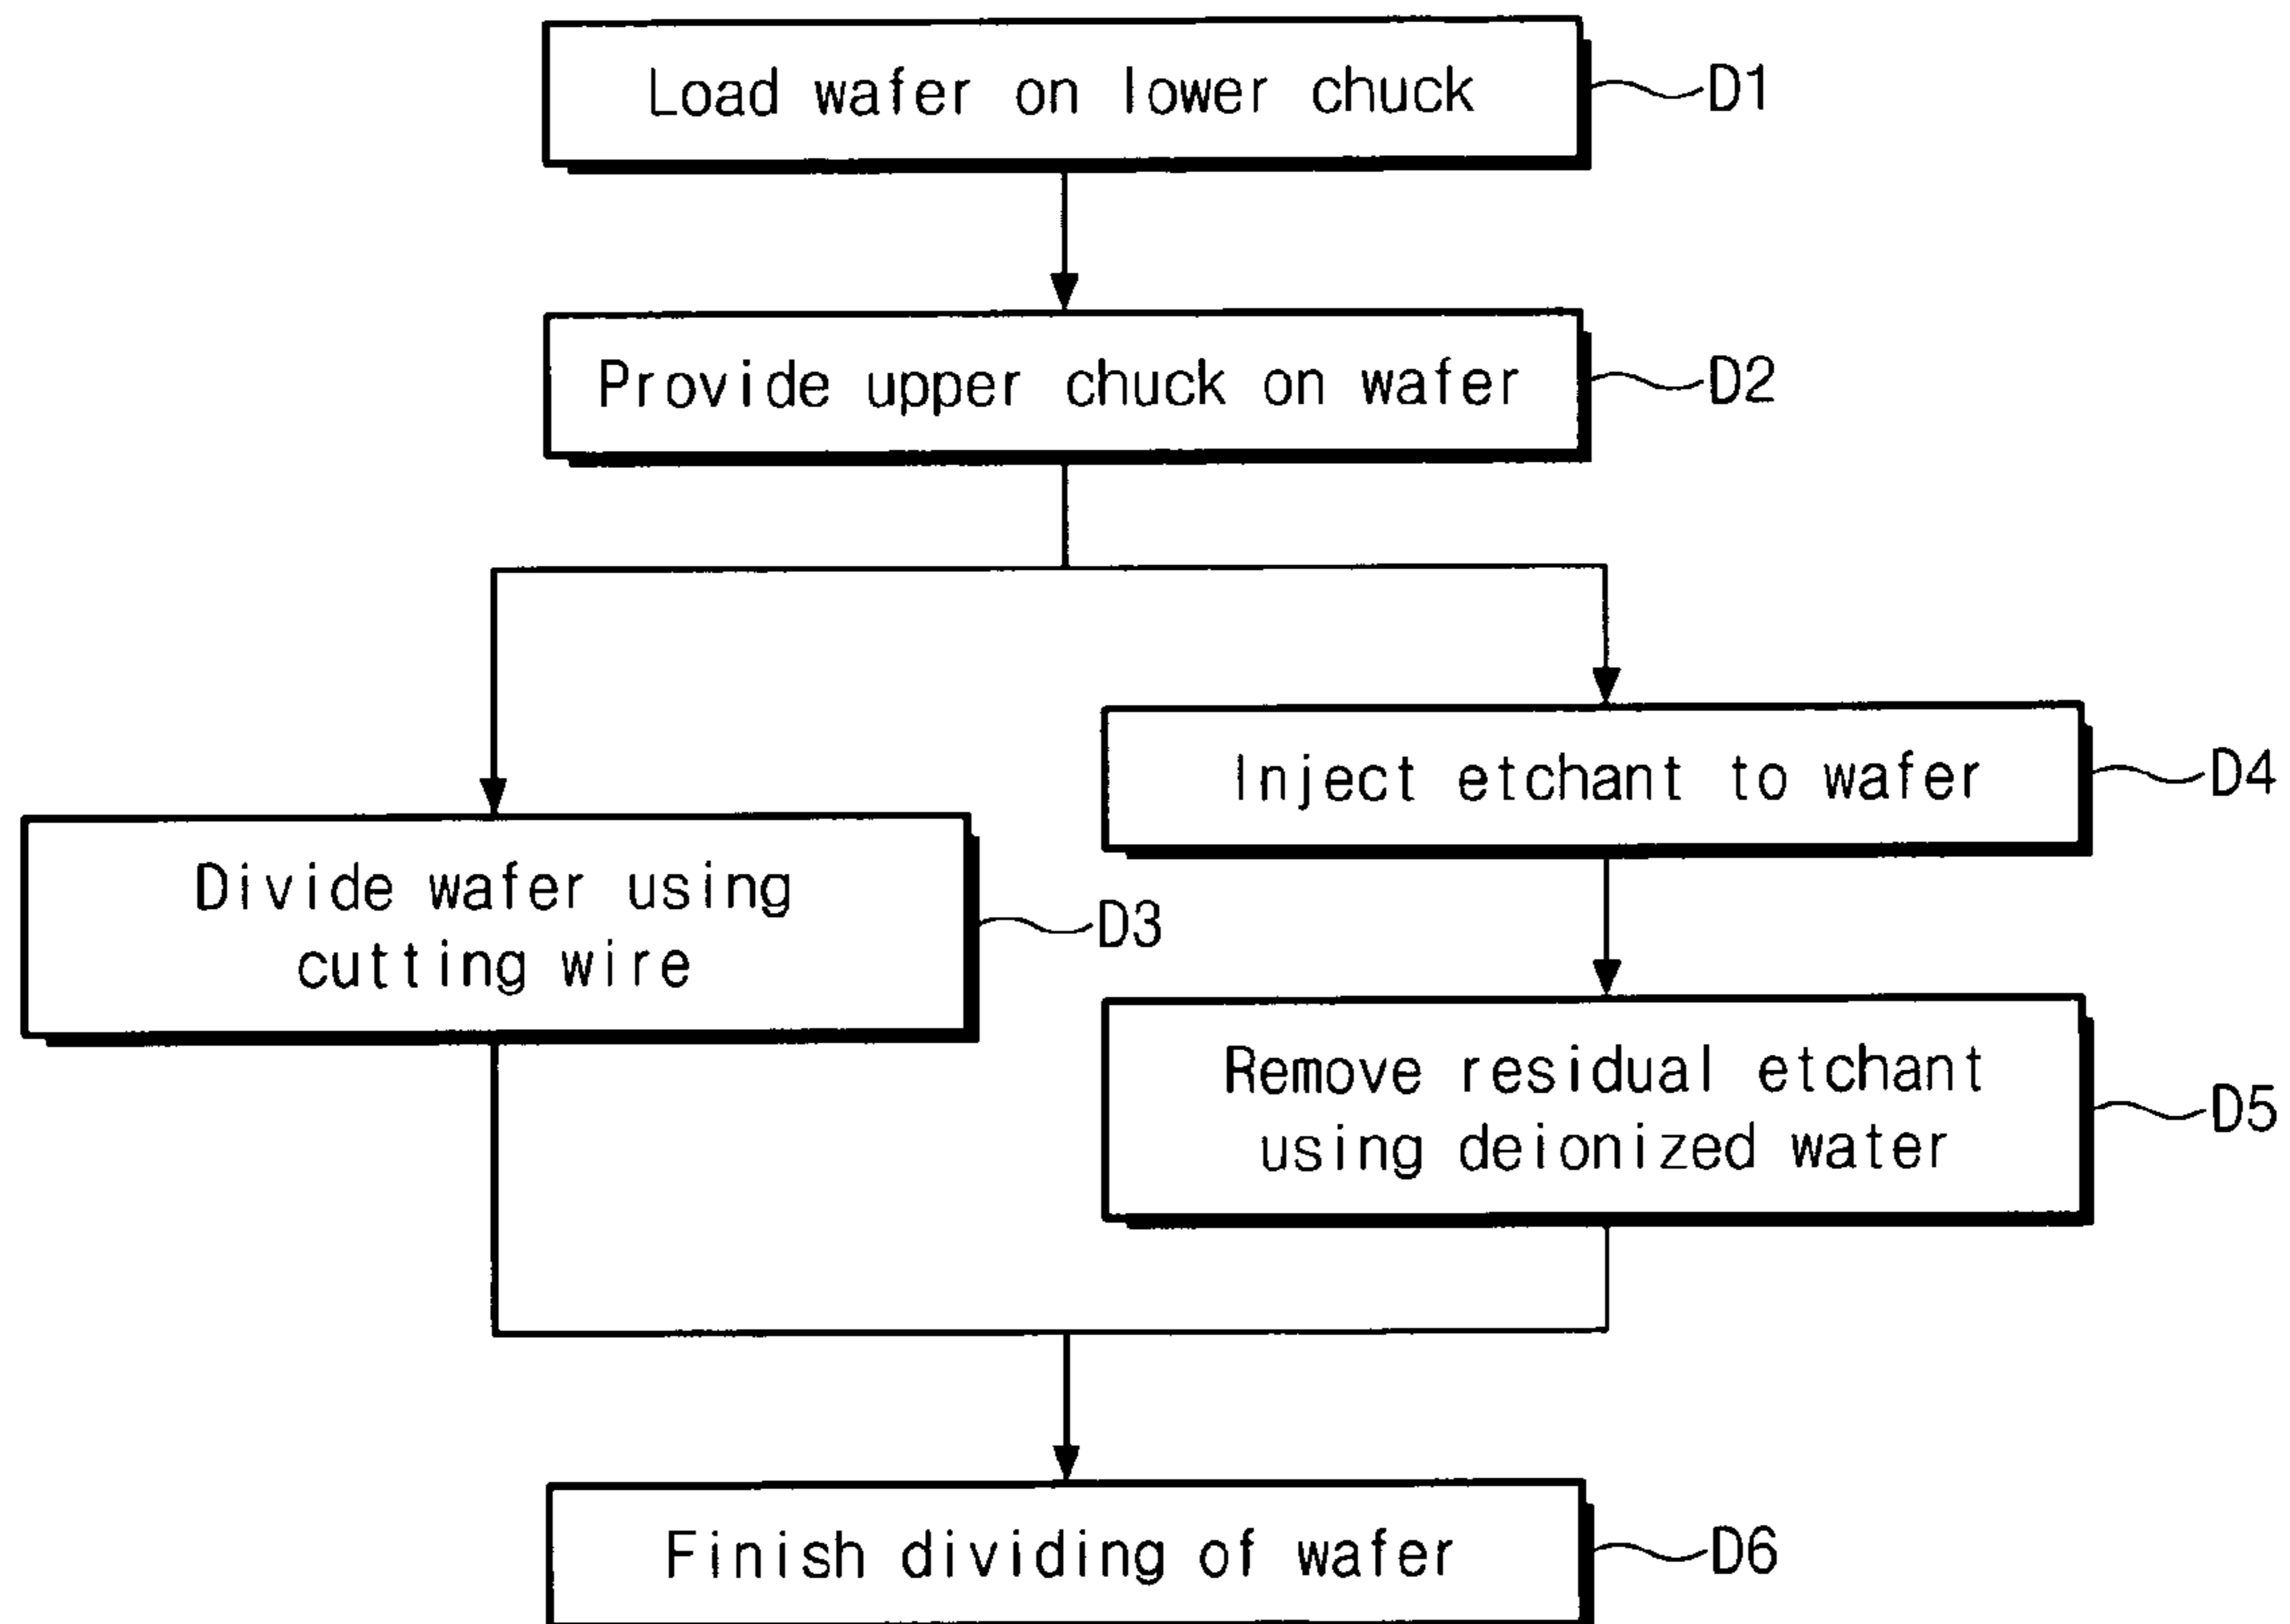 Load wafer on lower chuck
D1
Provide upper chuck on wafer
D2
Inject etchant to wafer
D4
Divide wafer using
cutting wire
D3
Remove residual etchant
using deionized water
D5
Finish dividing of wafer
D6